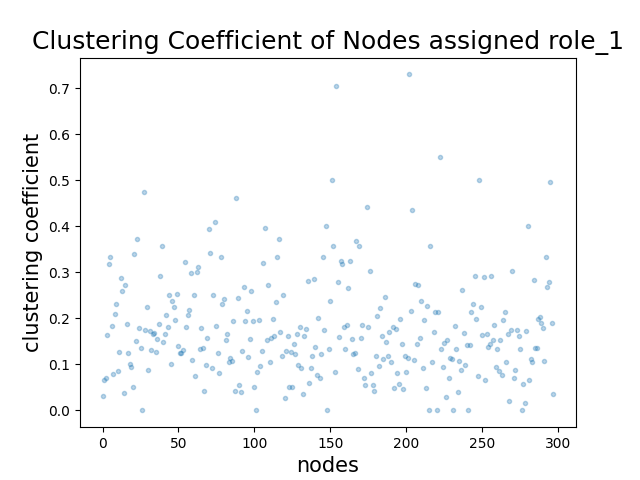 Clustering Coefficient of Nodes assigned role_1
clustering coefficient
0.7
0.6
0.5
0.4
0.3
0.2
0.1
0.0
0 50 100 150 200 250 300
nodes